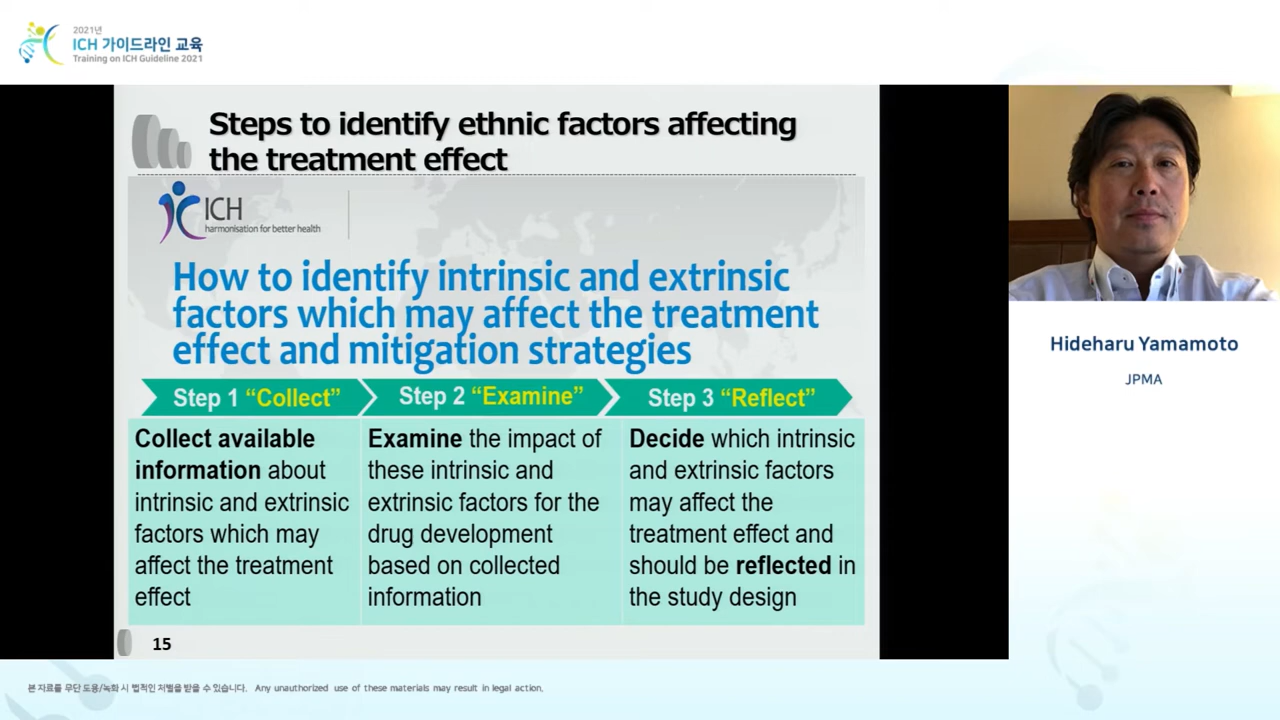 2021년
ICH 가이드라인 교육
Training on ICH Guideline 2021
Steps to identify ethnic factors affecting
the treatment effect
ICH
harmonisation for better health
How to identify intrinsic and extrinsic
factors which may affect the treatment
effect and mitigation strategies
Step 1 “Collect”
Step 2 “Examine”
Step 3 “Reflect”
Collect available
information about
intrinsic and extrinsic
factors which may
affect the treatment
effect
Examine the impact of
these intrinsic and
extrinsic factors for the
drug development
based on collected
information
Decide which intrinsic
and extrinsic factors
may affect the
treatment effect and
should be reflected in
the study design
15
Hideharu Yamamoto
JPMA
본 자료를 무단 도용/녹화 시 법적인 처벌을 받을 수 있습니다. Any unauthorized use of these materials may result in legal action.